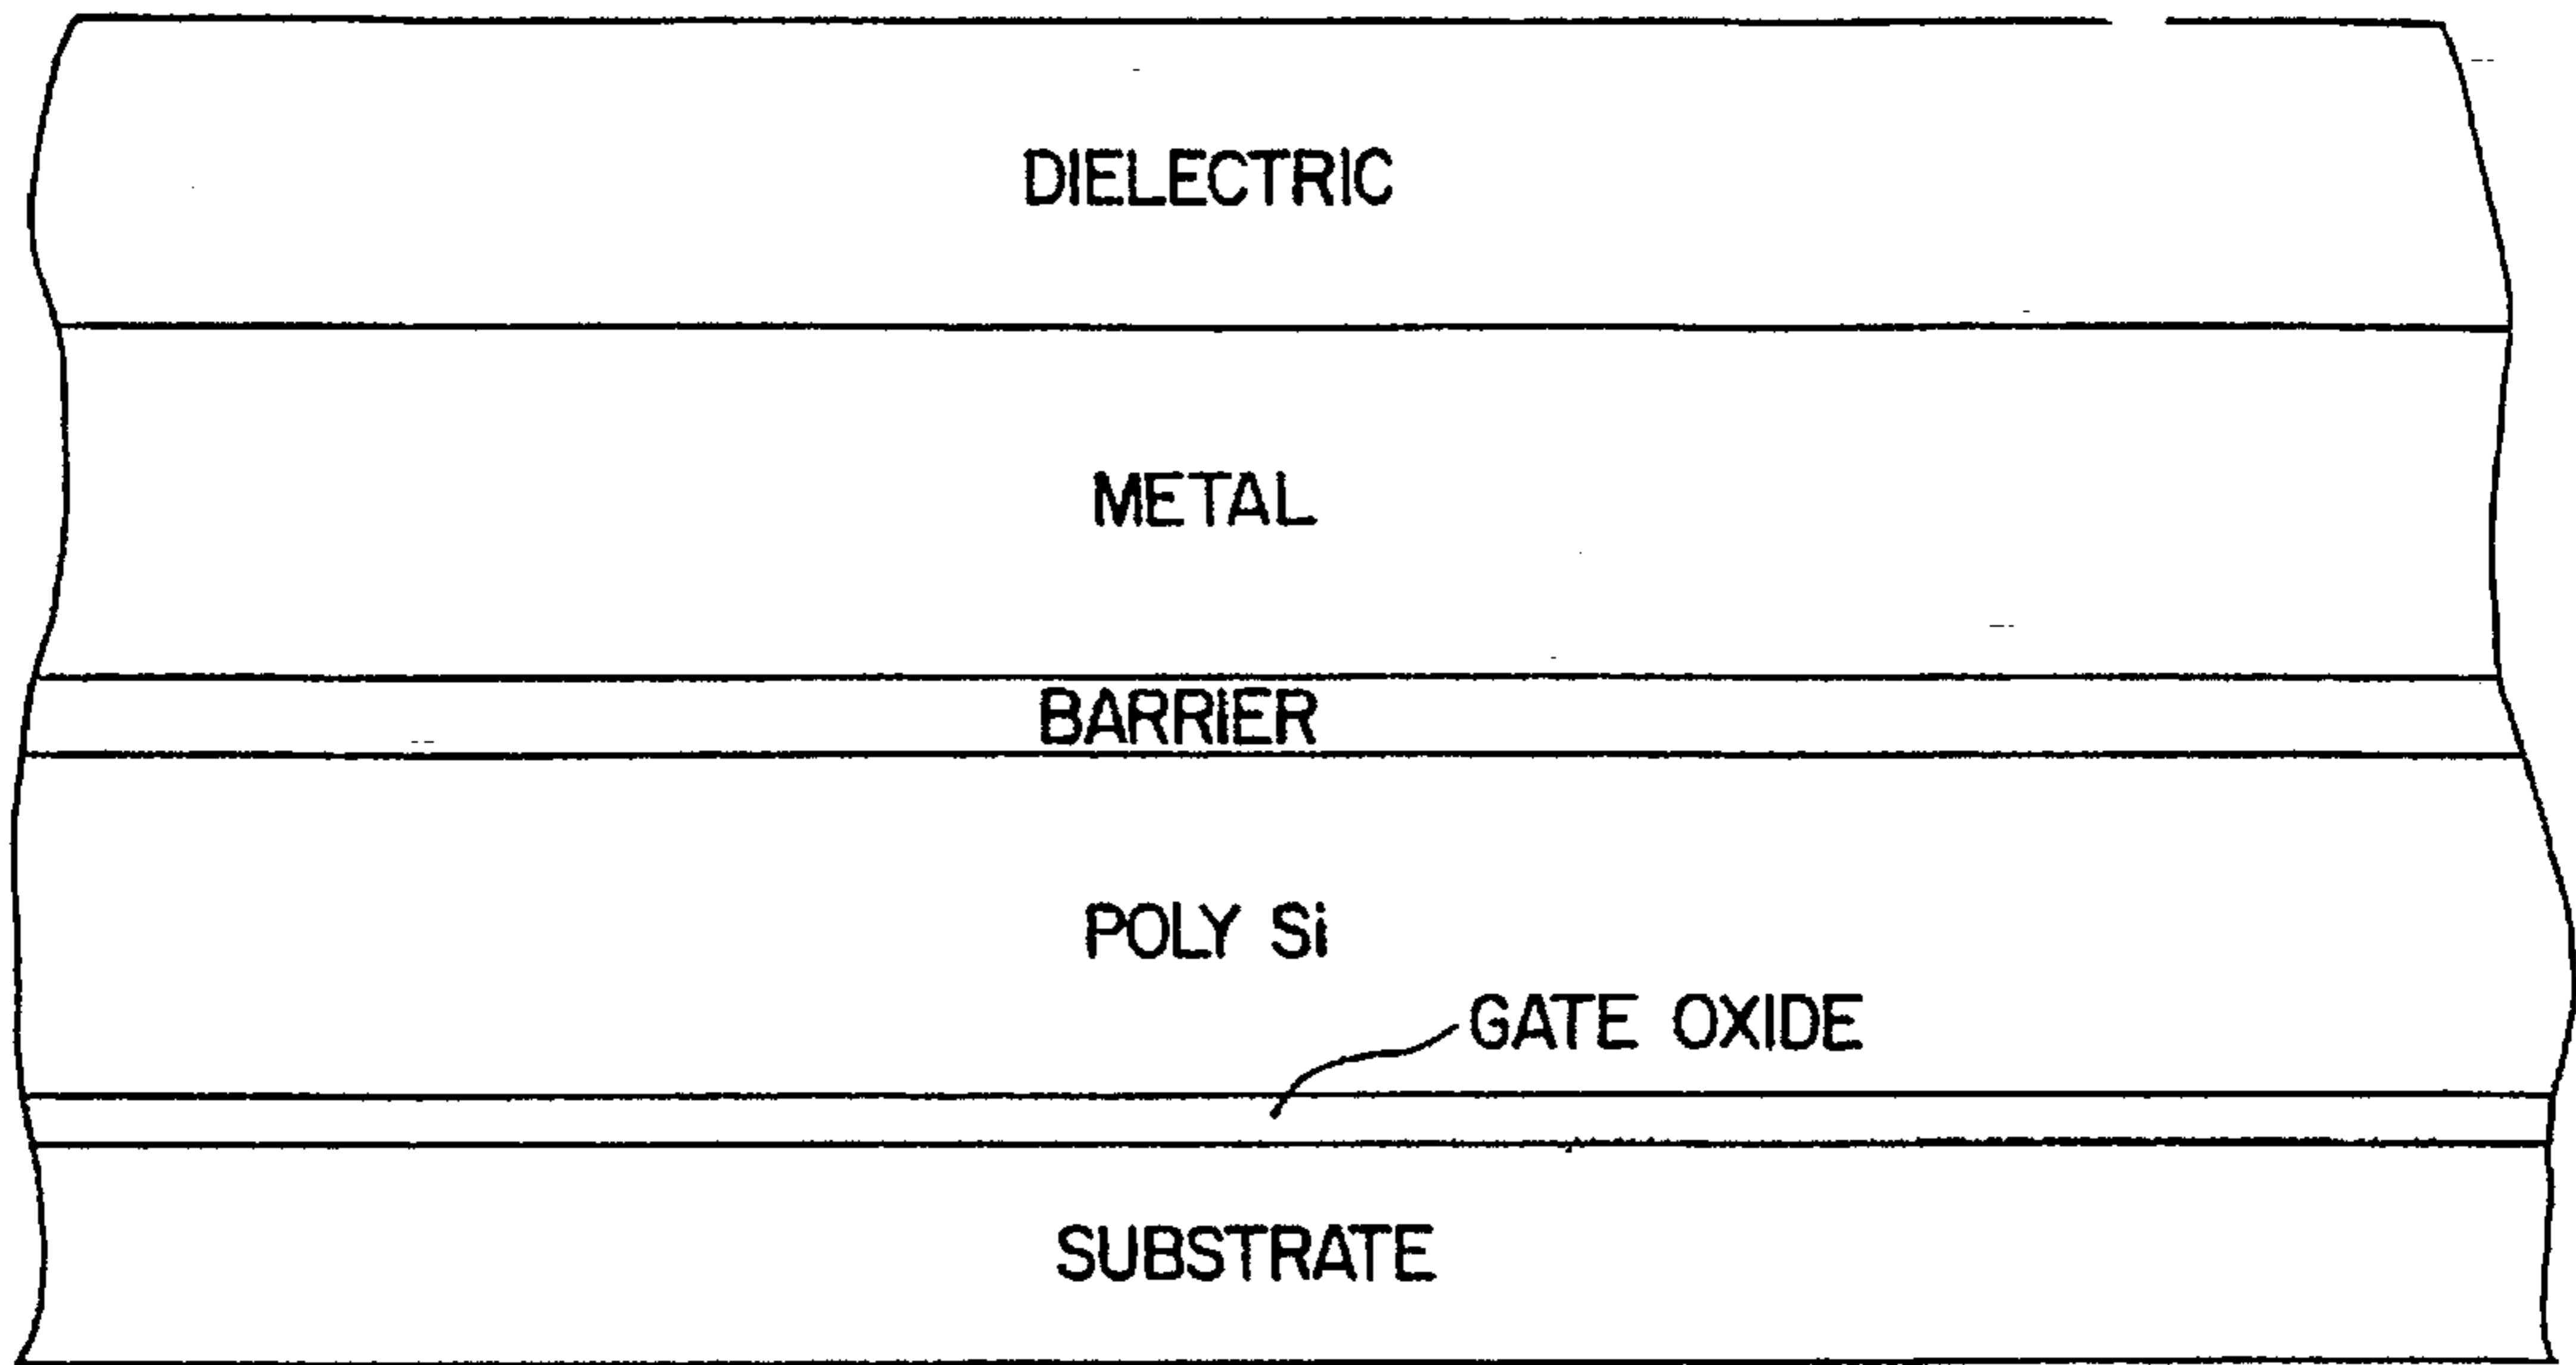 DIELECTRIC
METAL
BARRIER
POLY Si
GATE OXIDE
SUBSTRATE